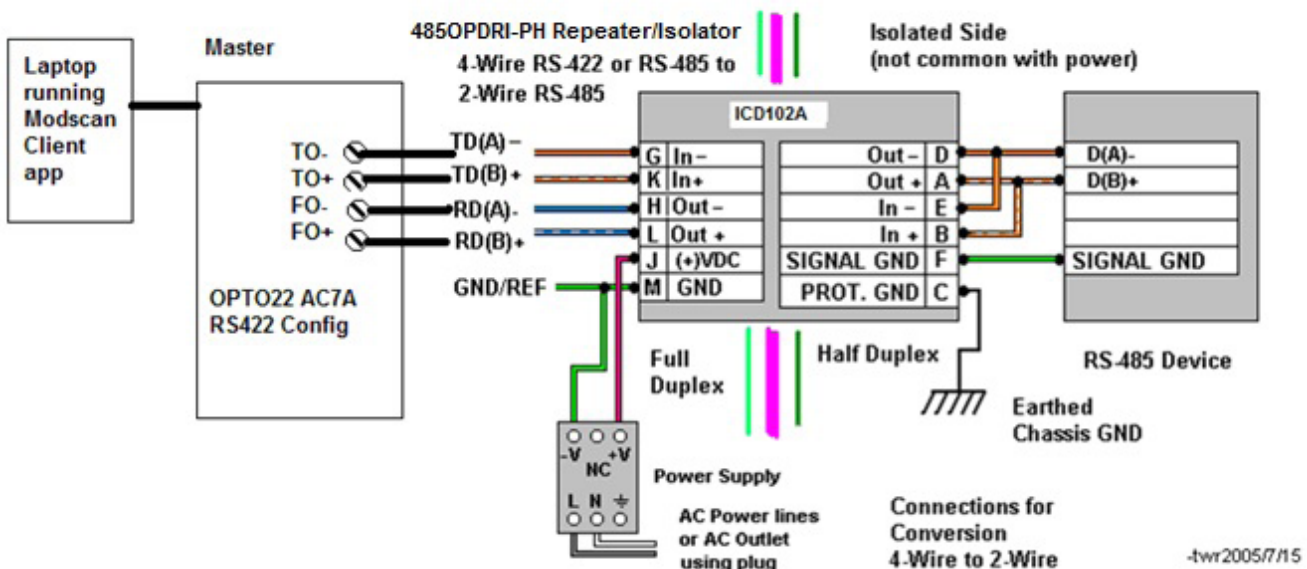 485OPDRI-PH Repeater/Isolator
4-Wire RS-422 or RS-485 to
2-Wire RS-485
Isolated Side
(not common with power)
Master
Laptop
running
Modscan
Client
app
TO-
TO+
FO-
FO+
OPTO22 AC7A
RS422 Config
TD(A) -
TD(B)+
RD(A)-
RD(B)+
GND/REF
ICD102A
G In-
K In+
H Out-
L Out +
J (+)VDC
M GND
Out- D
Out + A
In - E
In + B
SIGNAL GND F
PROT. GND C
D(A)-
D(B)+
SIGNAL GND
RS-485 Device
Full
Duplex
Half Duplex
Earthed
Chassis GND
-V +V
NC
L N
Power Supply
AC Power lines
or AC Outlet
using plug
Connections for
Conversion
4-Wire to 2-Wire
-twr2005/7/15